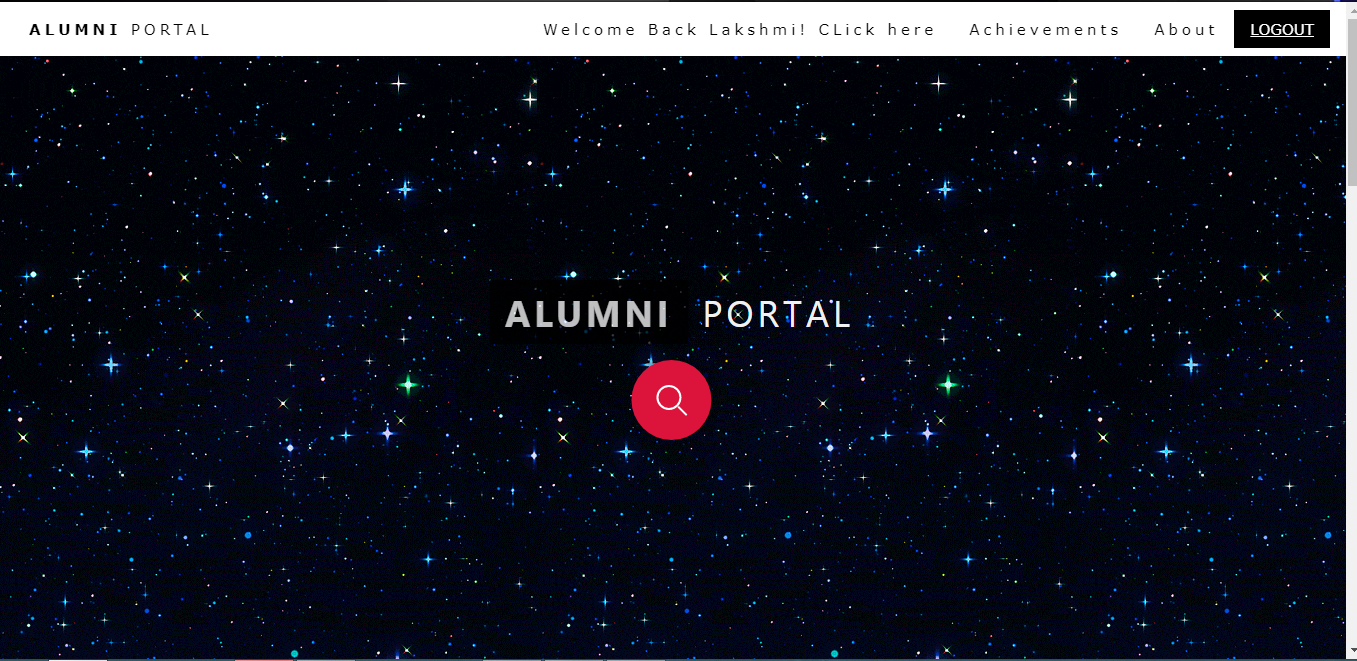 ALUMNI PORTAL
Welcome Back Lakshmi! CLick here
Achievements
About
LOGOUT
ALUMNI PORTAL